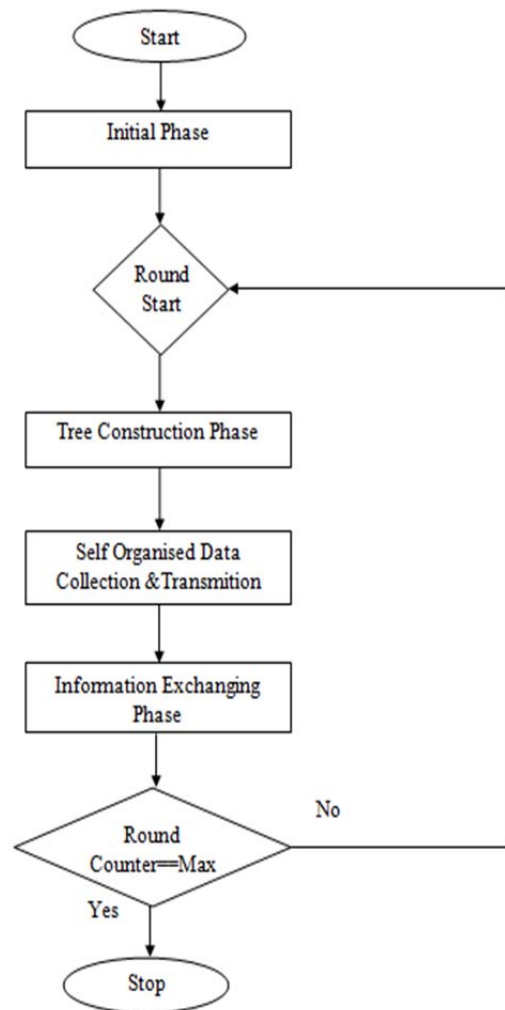 Start
Initial Phase
Round
Start
Tree Construction Phase
Self Organised Data
Collection &Transmition
Information Exchanging
Phase
No
Round
Counter==Max
Yes
Stop